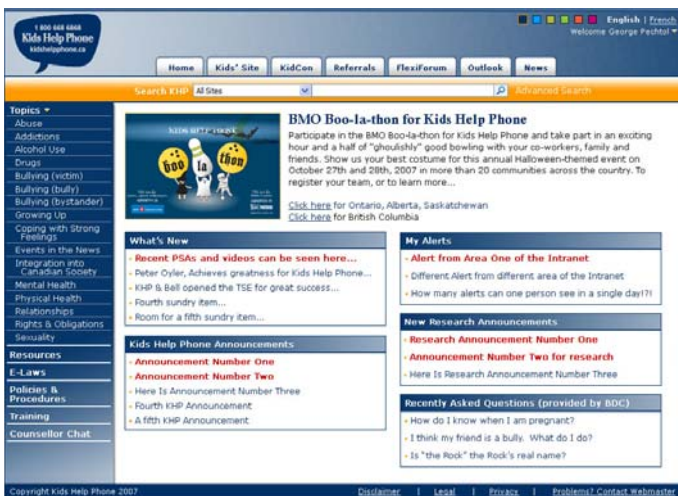 1 800 668 6868
Kids Help Phone
kidshelpphone.ca
English | French
Welcome George Pechtol
Home
Kids' Site
KidCon
Referrals
FlexiForum
Outlook
News
Search KHP
All Sites
Advanced Search
Topics
Abuse
Addictions
Alcohol Use
Drugs
Bullying (victim)
Bullying (bully)
Bullying (bystander)
Growing Up
Coping with Strong
Feelings
Events in the News
Integration into
Canadian Society
Mental Health
Physical Health
Relationships
Rights & Obligations
Sexuality
Resources
E-Laws
Policies &
Procedures
Training
Counsellor Chat
KIDS HELP PHONE
boo
la
thon
BMO Boo-la-thon for Kids Help Phone
Participate in the BMO Boo-la-thon for Kids Help Phone and take part in an exciting
hour and a half of "ghoulishly" good bowling with your co-workers, family and
friends. Show us your best costume for this annual Halloween-themed event on
October 27th and 28th, 2007 in more than 20 communities across the country. To
register your team, or to learn more...
Click here for Ontario, Alberta, Saskatchewan
Click here for British Columbia
What's New
Recent PSAs and videos can be seen here...
Peter Oyler, Achieves greatness for Kids Help Phone...
KHP & Bell opened the TSE for great success...
Fourth sundry item...
Room for a fifth sundry item...
Kids Help Phone Announcements
Announcement Number One
Announcement Number Two
Here Is Announcement Number Three
Fourth KHP Announcement
A fifth KHP Announcement
My Alerts
Alert from Area One of the Intranet
Different Alert from different area of the Intranet
How many alerts can one person see in a single day!?!
New Research Announcements
Research Announcement Number One
Announcement Number Two for research
Here Is Research Announcement Number Three
Recently Asked Questions (provided by BDC)
How do I know when I am pregnant?
I think my friend is a bully. What do I do?
Is "the Rock" the Rock's real name?
Copyright Kids Help Phone 2007
Disclaimer | Legal | Privacy | Problems? Contact Webmaster